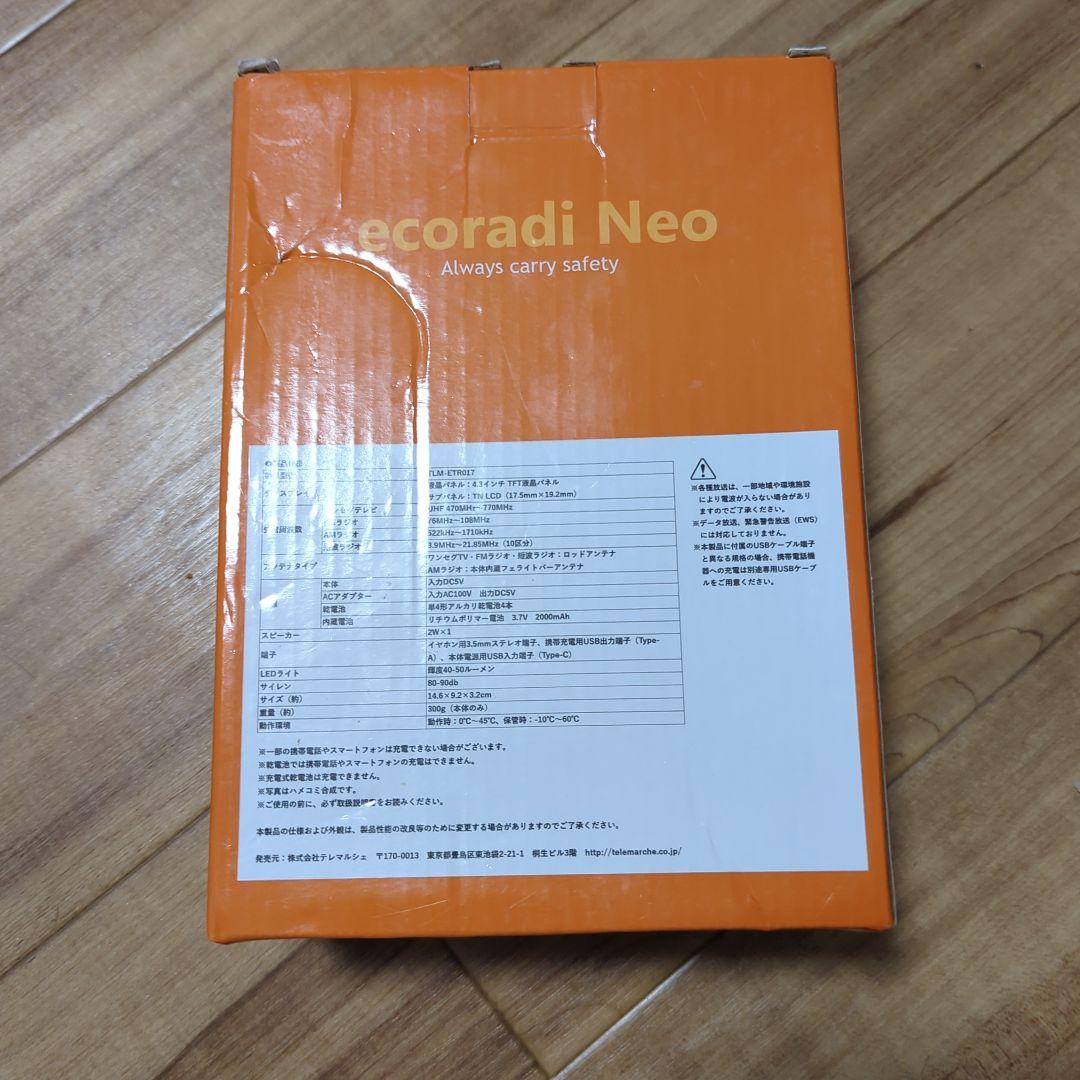 ecoradi Neo
Always carry safety
TLM-ETR017
液晶パネル：4.3インチ TFT液晶パネル
サブパネル：TN LCD（17.5mm×19.2mm）
UHF 470MHz～770MHz
76MHz～108MHz
AMラジオ 522kHz～1710kHz
短波ラジオ 3.9MHz～21.85MHz（10区分）
アンテナタイプ ワンセグTV・FMラジオ・短波ラジオ：ロッドアンテナ
AMラジオ：本体内蔵フェライトバーアンテナ
本体 入力DC5V
ACアダプター 入力AC100V 出力DC5V
乾電池 単4形アルカリ乾電池4本
内蔵電池 リチウムポリマー電池 3.7V 2000mAh
スピーカー 2W×1
端子 イヤホン用3.5mmステレオ端子、携帯充電用USB出力端子（Type-
A）、本体電源用USB入力端子（Type-C）
LEDライト 輝度40-50ルーメン
サイレン 80-90db
サイズ（約） 14.6×9.2×3.2cm
重量（約） 300g（本体のみ）
動作環境 動作時：0℃～45℃、保管時：-10℃～60℃
※一部の携帯電話やスマートフォンは充電できない場合がございます。
※乾電池では携帯電話やスマートフォンの充電はできません。
※充電式乾電池は充電できません。
※写真はハメコミ合成です。
※ご使用の前に、必ず取扱説明書をお読みください。
本製品の仕様および外観は、製品性能の改良等のために変更する場合がありますのでご了承ください。
発売元：株式会社テレマルシェ 〒170-0013 東京都豊島区東池袋2-21-1 桐生ビル3階 http://telemarche.co.jp/
※各種放送は、一部地域や環境施設
により電波が入らない場合があり
ますのでご了承ください。
※データ放送、緊急警告放送（EWS）
には対応しておりません。
※本製品に付属のUSBケーブル端子
と異なる規格の場合、携帯電話機
器への充電は別途専用USBケーブ
ルをご用意ください。